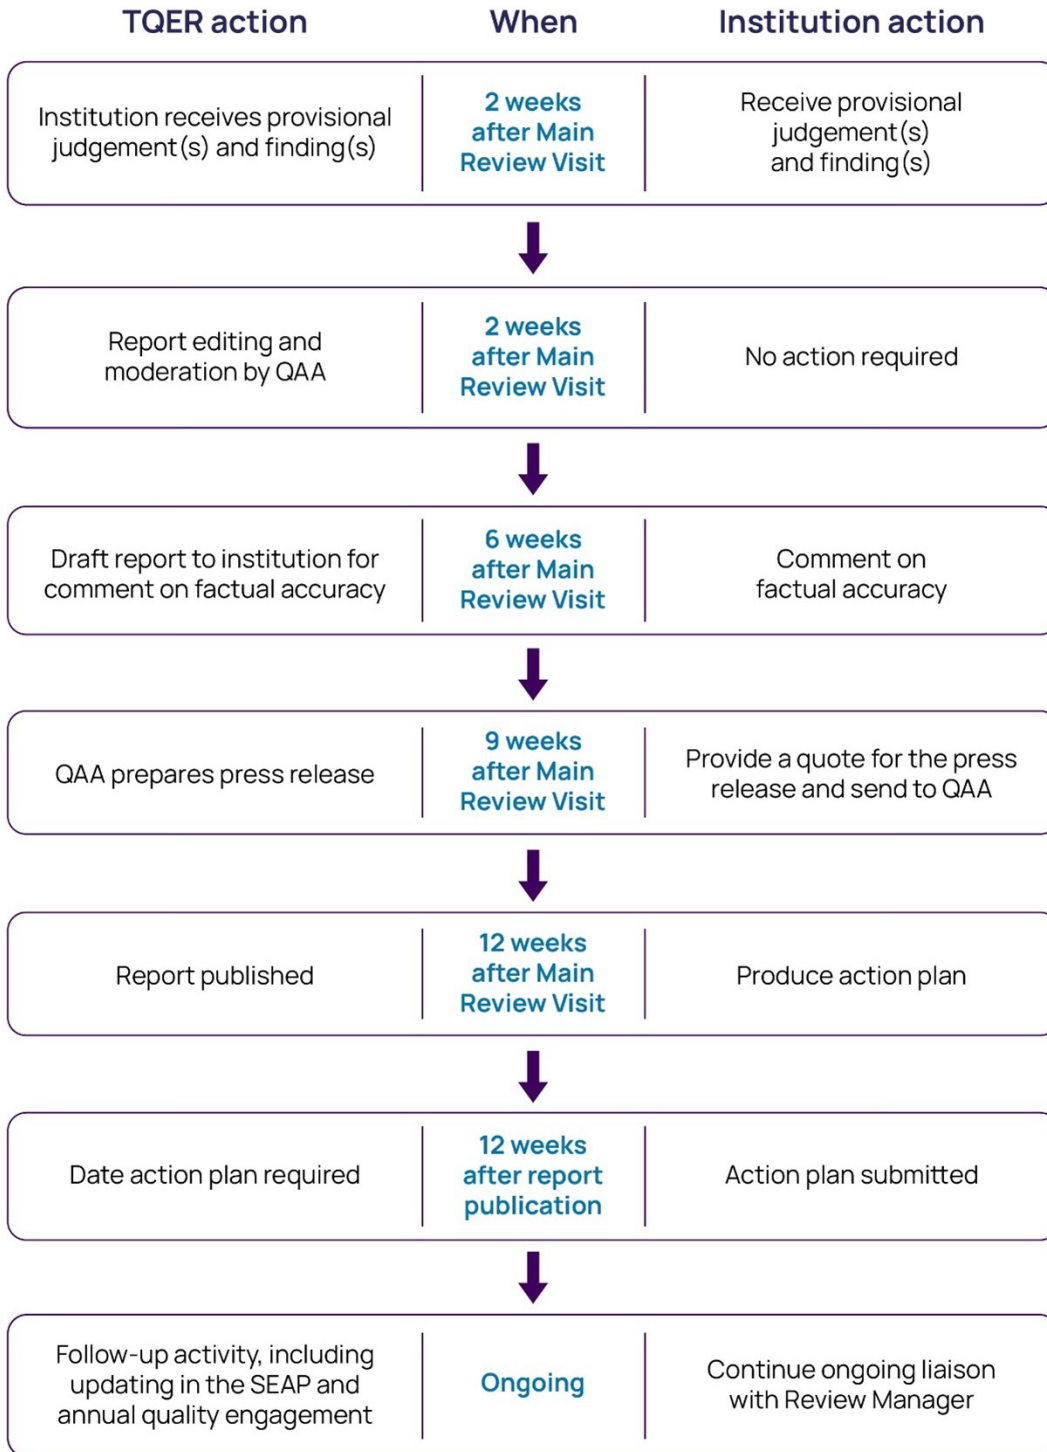 TQER action When Institution action
Institution receives provisional
judgement(s) and finding(s)
2 weeks
after Main
Review Visit
Receive provisional
judgement(s)
and finding(s)
Report editing and
moderation by QAA
2 weeks
after Main
Review Visit
No action required
Draft report to institution for
comment on factual accuracy
6 weeks
after Main
Review Visit
Comment on
factual accuracy
QAA prepares press release
9 weeks
after Main
Review Visit
Provide a quote for the press
release and send to QAA
Report published
12 weeks
after Main
Review Visit
Produce action plan
Date action plan required
12 weeks
after report
publication
Action plan submitted
Follow-up activity, including
updating in the SEAP and
annual quality engagement
Ongoing
Continue ongoing liaison
with Review Manager